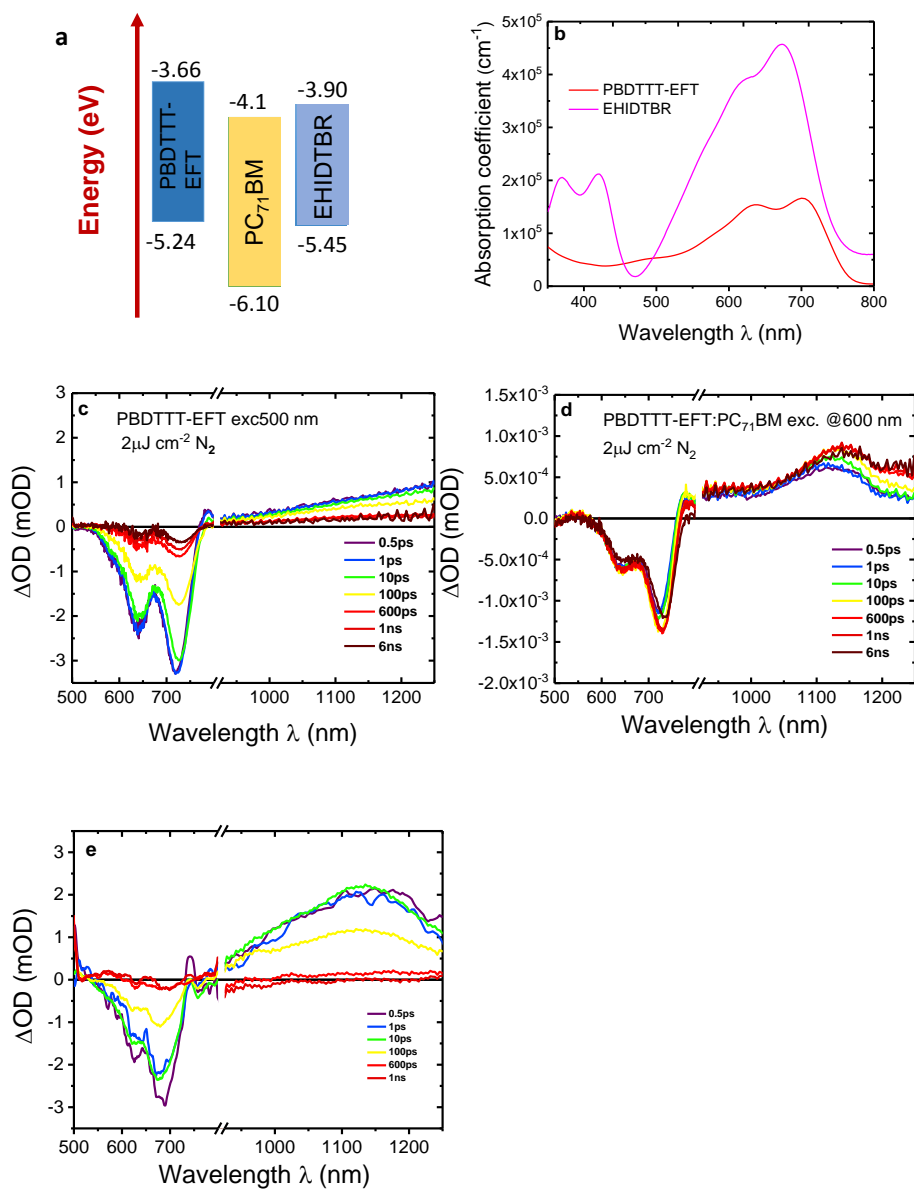 a
Energy (eV)
-3.66
PBDTTT-
EFT
-5.24
-4.1
PC71BM
-6.10
-3.90
EHIDTBR
-5.45
b
Absorption coefficient (cm-1)
5x10^5
4x10^5
3x10^5
2x10^5
1x10^5
0
PBDTTT-EFT
EHIDTBR
400 500 600 700 800
Wavelength λ (nm)
c
PBDTTT-EFT exc500 nm
2μJ cm-2 N2
ΔOD (mOD)
3
2
1
0
-1
-2
-3
0.5ps
1ps
10ps
100ps
600ps
1ns
6ns
500 600 700 1000 1100 1200
Wavelength λ (nm)
d
PBDTTT-EFT:PC71BM exc. @600 nm
2μJ cm-2 N2
ΔOD (mOD)
1.5x10-3
1.0x10-3
5.0x10-4
0.0
-5.0x10-4
-1.0x10-3
-1.5x10-3
-2.0x10-3
0.5ps
1ps
10ps
100ps
600ps
1ns
6ns
500 600 700 1000 1100 1200
Wavelength λ (nm)
e
ΔOD (mOD)
3
2
1
0
-1
-2
-3
0.5ps
1ps
10ps
100ps
600ps
1ns
500 600 700 1000 1100 1200
Wavelength λ (nm)